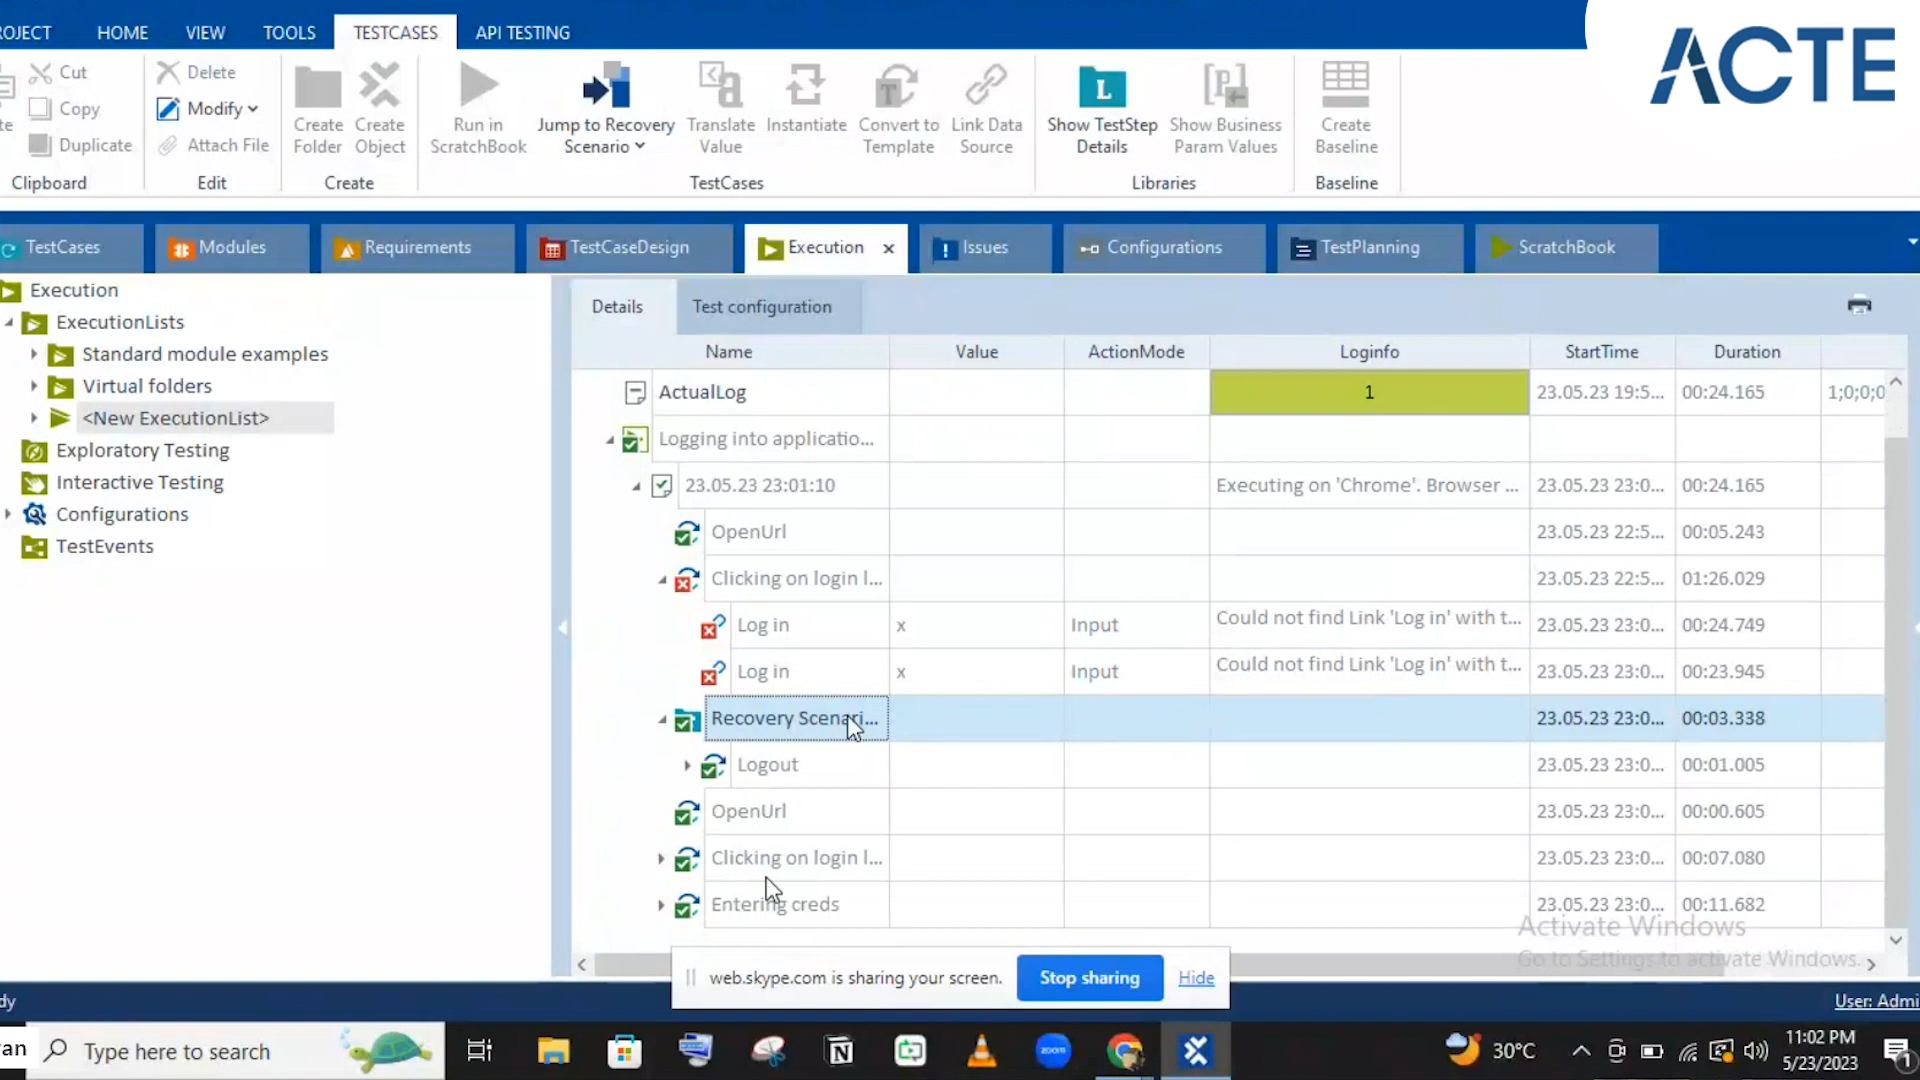 ROJECT HOME VIEW TOOLS TESTCASES API TESTING
ACTE
Cut
Copy
Duplicate
Clipboard
Delete
Modify
Attach File
Edit
Create Folder
Create Object
Create
Run in ScratchBook
Jump to Recovery Scenario
Translate Value
Instantiate
Convert to Template
Link Data Source
TestCases
Show TestStep Details
Show Business Param Values
Libraries
Create Baseline
Baseline
TestCases Modules Requirements TestCaseDesign Execution × Issues Configurations TestPlanning ScratchBook
Execution
ExecutionLists
Standard module examples
Virtual folders
<New ExecutionList>
Exploratory Testing
Interactive Testing
Configurations
TestEvents
Details Test configuration
Name Value ActionMode Loginfo StartTime Duration
ActualLog 1 23.05.23 19:5... 00:24.165 1;0;0;0
Logging into applicatio...
23.05.23 23:01:10 Executing on 'Chrome'. Browser ... 23.05.23 23:0... 00:24.165
OpenUrl 23.05.23 22:5... 00:05.243
Clicking on login l... 23.05.23 22:5... 01:26.029
Log in x Input Could not find Link 'Log in' with t... 23.05.23 23:0... 00:24.749
Log in x Input Could not find Link 'Log in' with t... 23.05.23 23:0... 00:23.945
Recovery Scenari... 23.05.23 23:0... 00:03.338
Logout 23.05.23 23:0... 00:01.005
OpenUrl 23.05.23 23:0... 00:00.605
Clicking on login l... 23.05.23 23:0... 00:07.080
Entering creds 23.05.23 23:0... 00:11.682
Activate Windows
Go to Settings to activate Windows.
web.skype.com is sharing your screen. Stop sharing Hide
dy User: Admi
van Type here to search
30°C
11:02 PM
5/23/2023
1